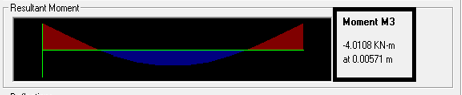 Resultant Moment
Moment M3
-4.0108 KN-m
at 0.00571 m